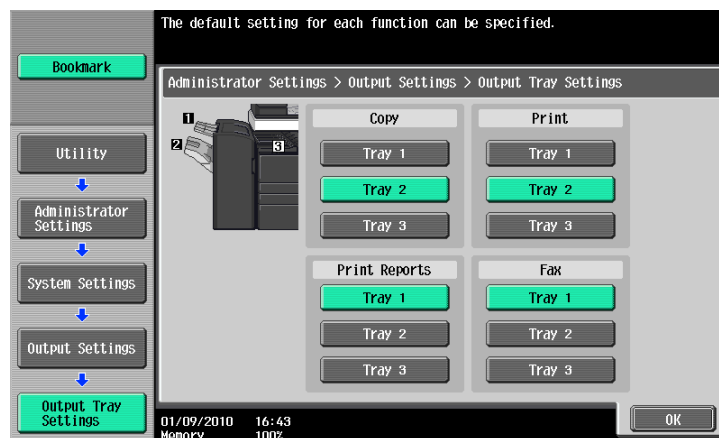 The default setting for each function can be specified.
Bookmark
Administrator Settings > Output Settings > Output Tray Settings
Utility
Administrator
Settings
System Settings
Output Settings
Output Tray
Settings
1
2
3
Copy
Tray 1
Tray 2
Tray 3
Print
Tray 1
Tray 2
Tray 3
Print Reports
Tray 1
Tray 2
Tray 3
Fax
Tray 1
Tray 2
Tray 3
01/09/2010 16:43
Memory 100%
OK